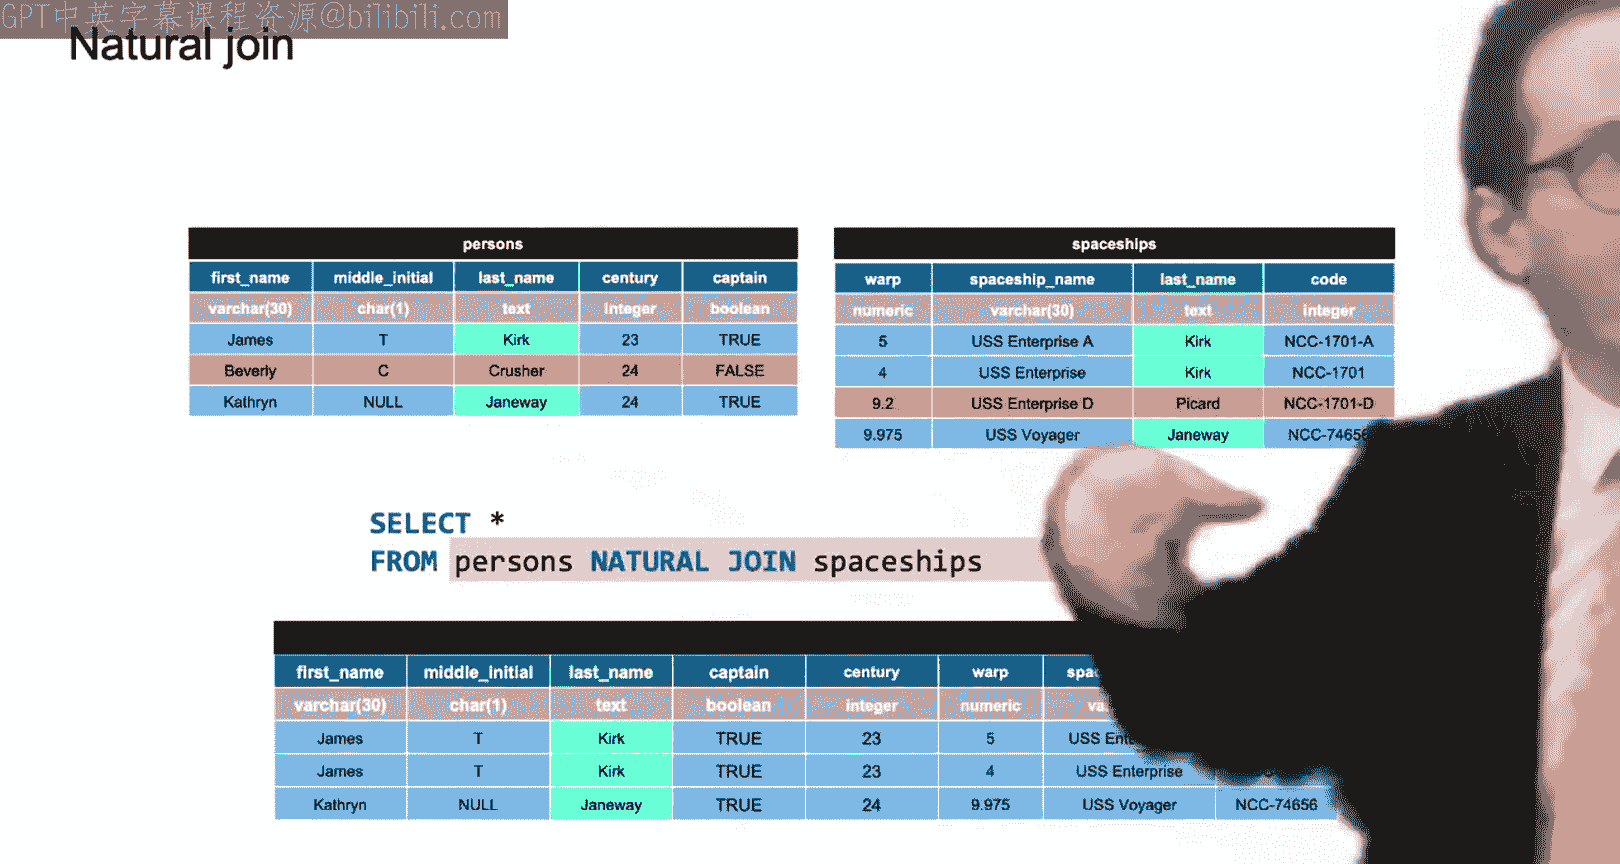 GPT中英字幕课程资源@bilibili.com
Natural join
persons
first_name middle_initial last_name century captain
varchar(30) char(1) text integer boolean
James T Kirk 23 TRUE
Beverly C Crusher 24 FALSE
Kathryn NULL Janeway 24 TRUE
spaceships
warp spaceship_name last_name code
numeric varchar(30) text integer
5 USS Enterprise A Kirk NCC-1701-A
4 USS Enterprise Kirk NCC-1701
9.2 USS Enterprise D Picard NCC-1701-D
9.975 USS Voyager Janeway NCC-74656
SELECT *
FROM persons NATURAL JOIN spaceships
first_name middle_initial last_name captain century warp
varchar(30) char(1) text boolean integer numeric
James T Kirk TRUE 23 5 USS
James T Kirk TRUE 23 4 USS Enterprise
Kathryn NULL Janeway TRUE 24 9.975 USS Voyager NCC-74656